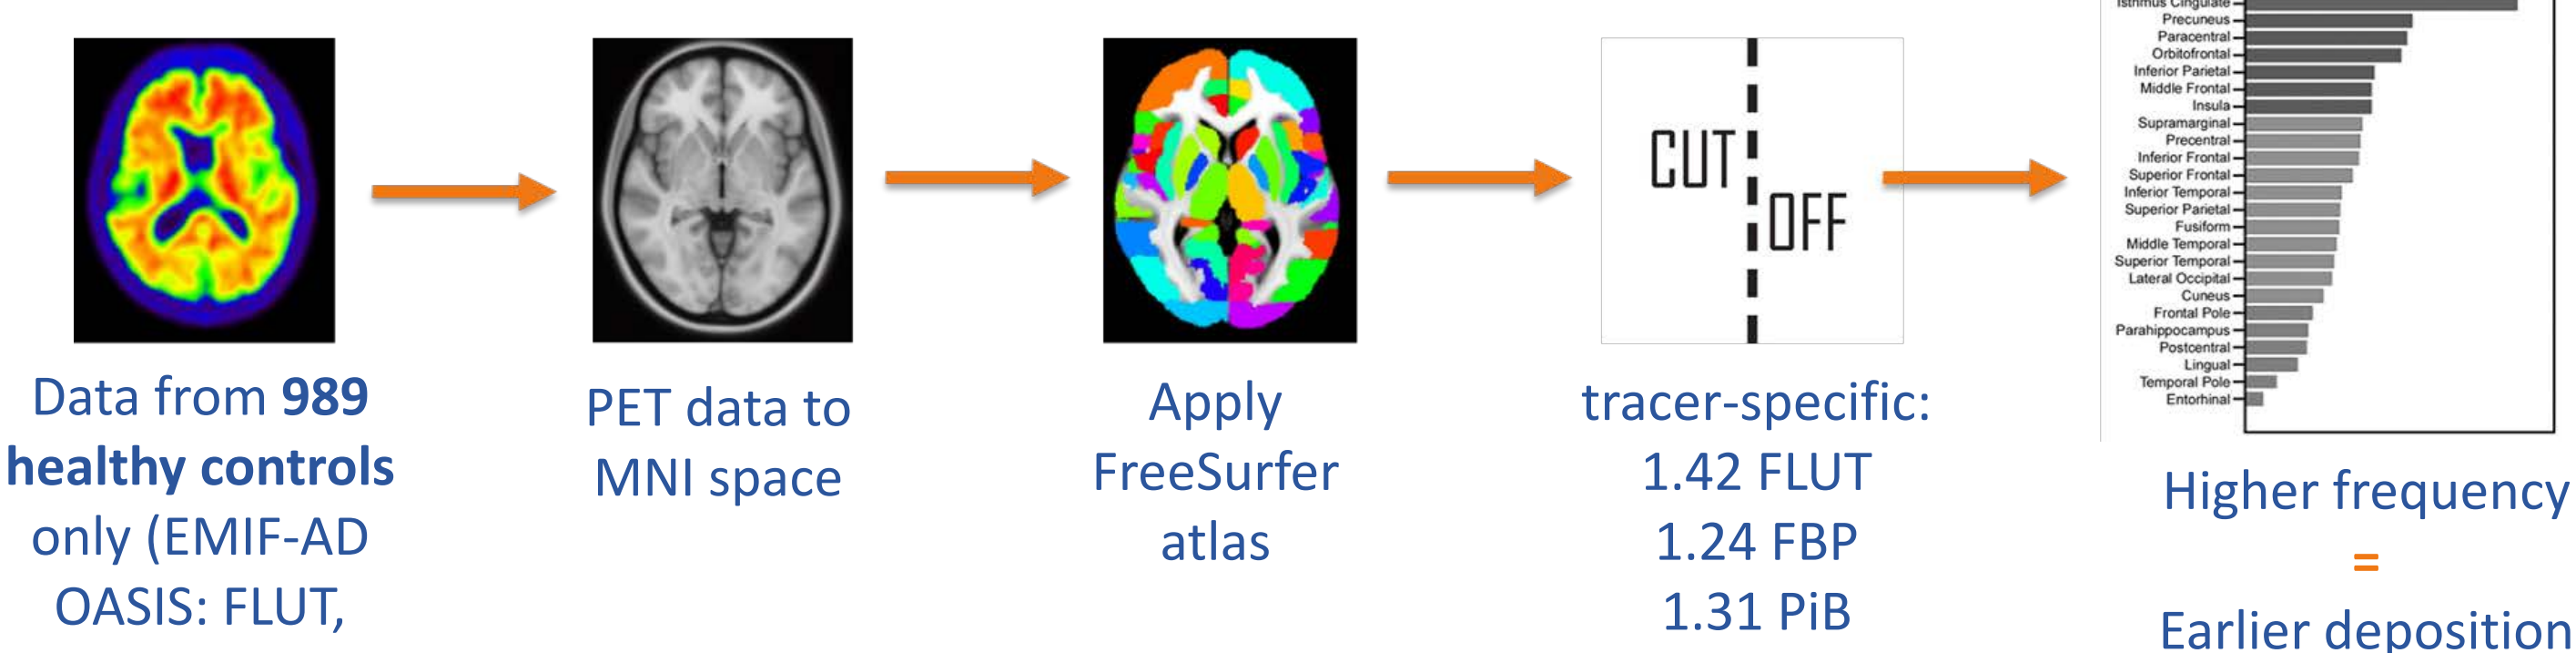 Data from 989
healthy controls
only (EMIF-AD
OASIS: FLUT,
PET data to
MNI space
Apply
FreeSurfer
atlas
CUT
OFF
tracer-specific:
1.42 FLUT
1.24 FBP
1.31 PiB
Isthmus Cingulate
Precuneus
Paracentral
Orbitofrontal
Inferior Parietal
Middle Frontal
Insula
Supramarginal
Precentral
Inferior Frontal
Superior Frontal
Inferior Temporal
Superior Parietal
Fusiform
Middle Temporal
Superior Temporal
Lateral Occipital
Cuneus
Frontal Pole
Parahippocampus
Postcentral
Lingual
Temporal Pole
Entorhinal
Higher frequency
=
Earlier deposition